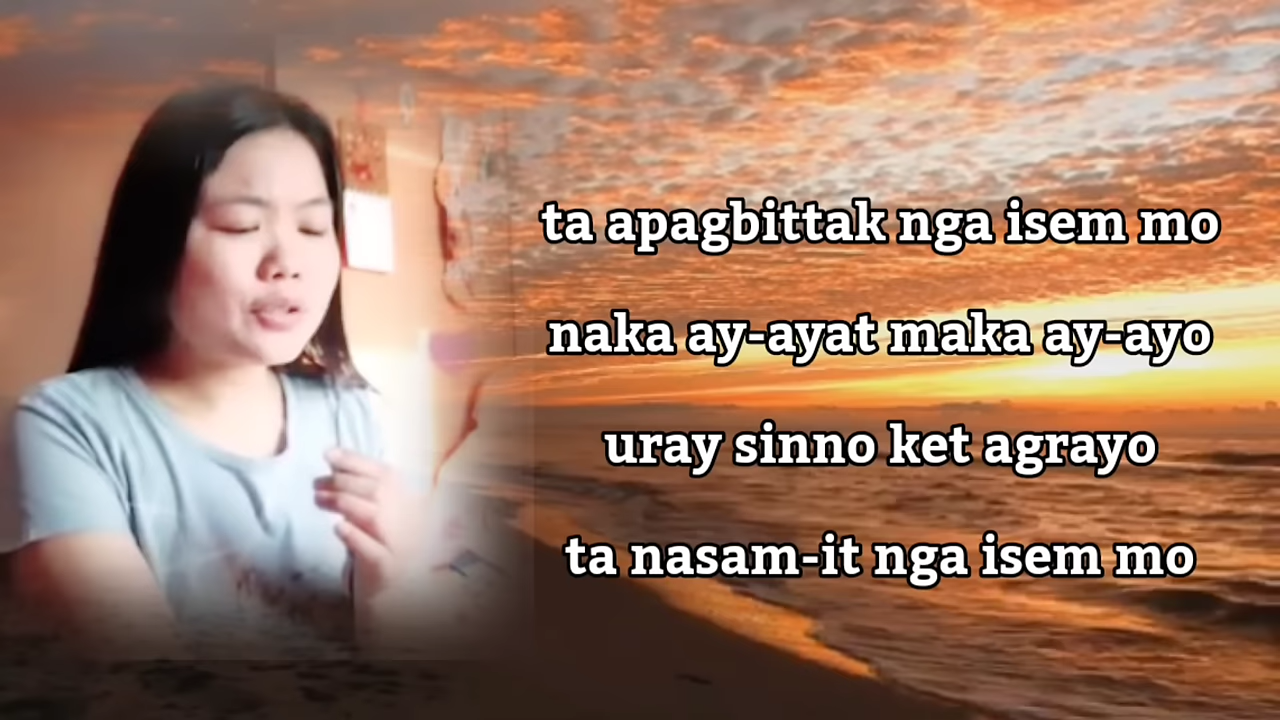 ta apagbittak nga isem mo
naka ay-ayat maka ay-ayo
uray sinno ket agrayo
ta nasam-it nga isem mo